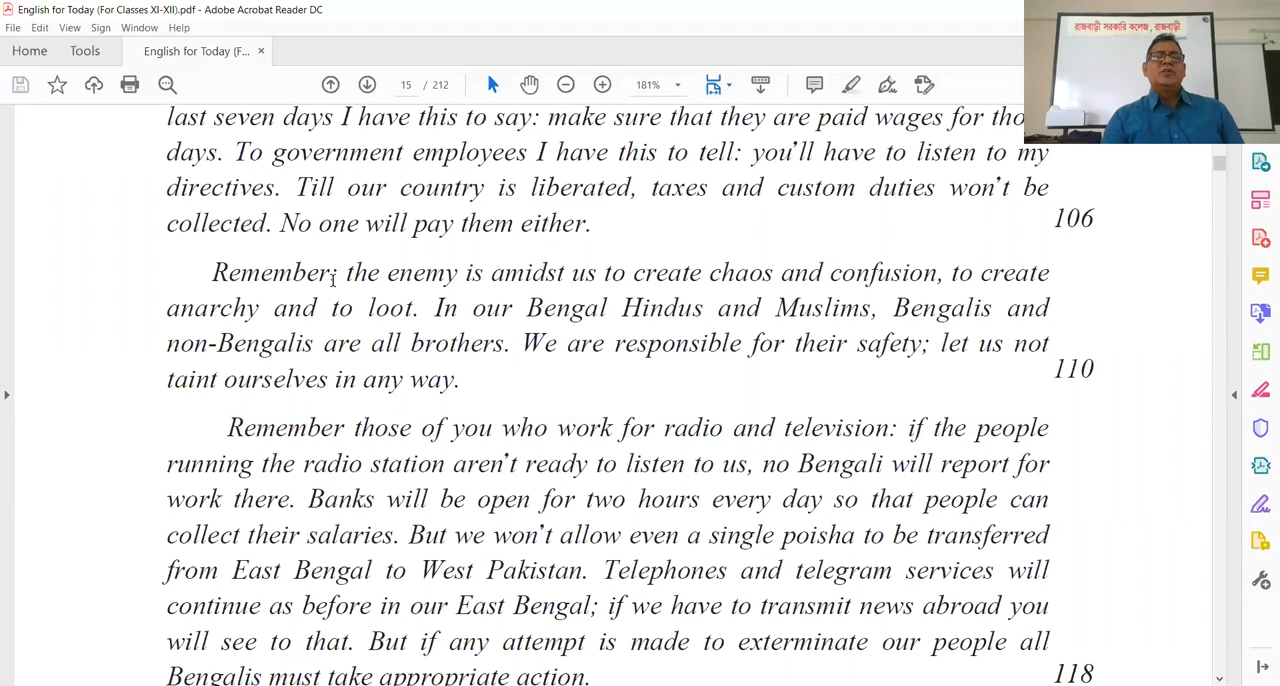 English for Today (For Classes XI-XII).pdf - Adobe Acrobat Reader DC
File Edit View Sign Window Help
Home Tools English for Today (F... ×
15 / 212 181%
রাজবাড়ী সরকারি কলেজ, রাজবাড়ী
last seven days I have this to say: make sure that they are paid wages for
days. To government employees I have this to tell: you’ll have to listen to my
directives. Till our country is liberated, taxes and custom duties won’t be
collected. No one will pay them either. 106
Remember: the enemy is amidst us to create chaos and confusion, to create
anarchy and to loot. In our Bengal Hindus and Muslims, Bengalis and
non-Bengalis are all brothers. We are responsible for their safety; let us not
taint ourselves in any way. 110
Remember those of you who work for radio and television: if the people
running the radio station aren’t ready to listen to us, no Bengali will report for
work there. Banks will be open for two hours every day so that people can
collect their salaries. But we won’t allow even a single poisha to be transferred
from East Bengal to West Pakistan. Telephones and telegram services will
continue as before in our East Bengal; if we have to transmit news abroad you
will see to that. But if any attempt is made to exterminate our people all
Bengalis must take appropriate action. 118